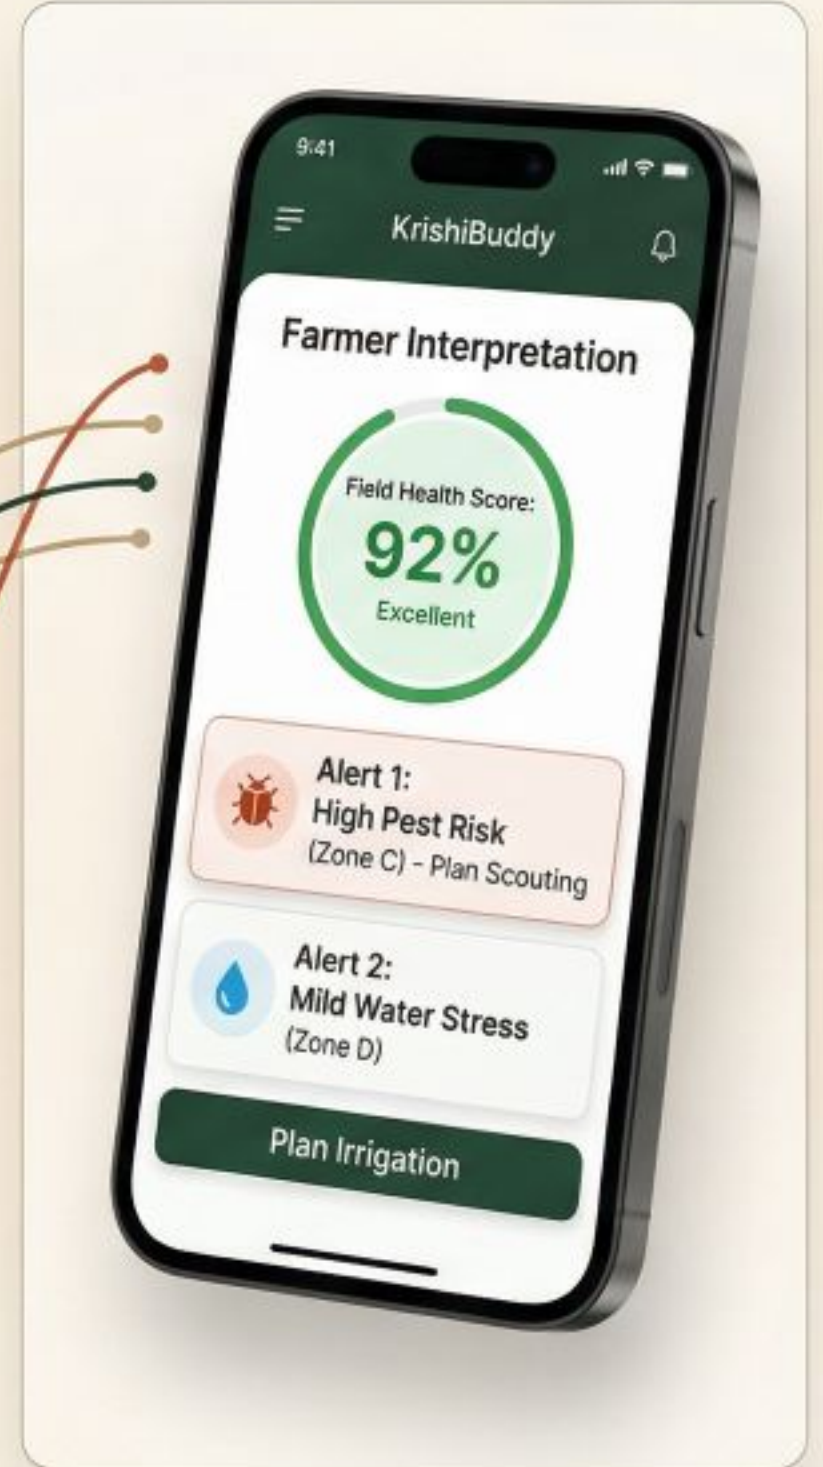 9:41
KrishiBuddy
Farmer Interpretation
Field Health Score:
92%
Excellent
Alert 1:
High Pest Risk
(Zone C) - Plan Scouting
Alert 2:
Mild Water Stress
(Zone D)
Plan Irrigation